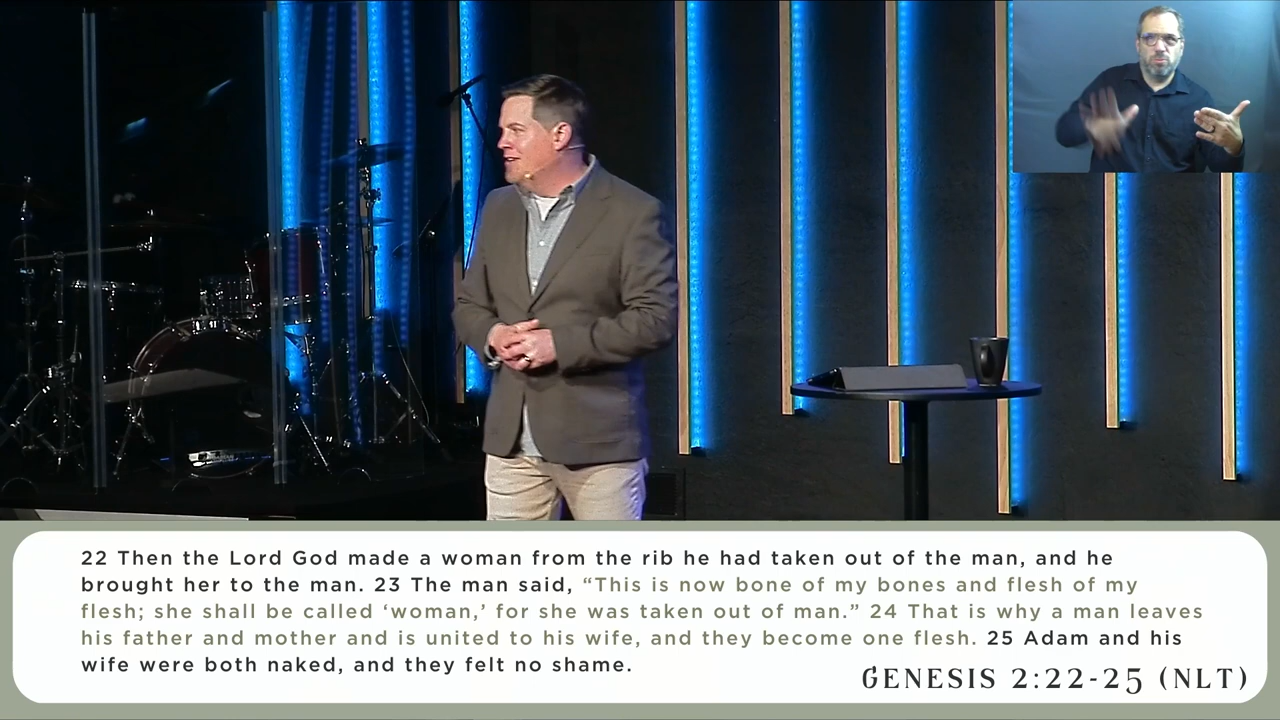 22 Then the Lord God made a woman from the rib he had taken out of the man, and he
brought her to the man. 23 The man said, “This is now bone of my bones and flesh of my
flesh; she shall be called ‘woman,’ for she was taken out of man.” 24 That is why a man leaves
his father and mother and is united to his wife, and they become one flesh. 25 Adam and his
wife were both naked, and they felt no shame.
GENESIS 2:22-25 (NLT)